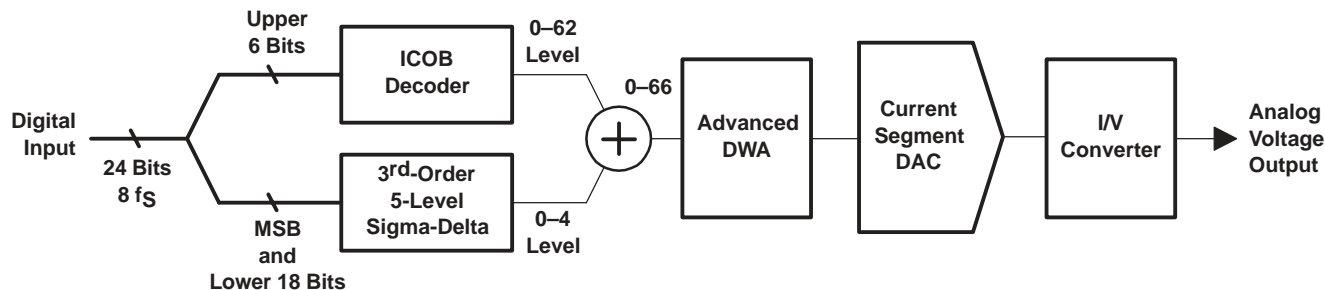 Digital
Input
24 Bits
8 fS
Upper
6 Bits
MSB
and
Lower 18 Bits
ICOB
Decoder
3rd-Order
5-Level
Sigma-Delta
0–62
Level
0–4
Level
+
0–66
Advanced
DWA
Current
Segment
DAC
I/V
Converter
Analog
Voltage
Output